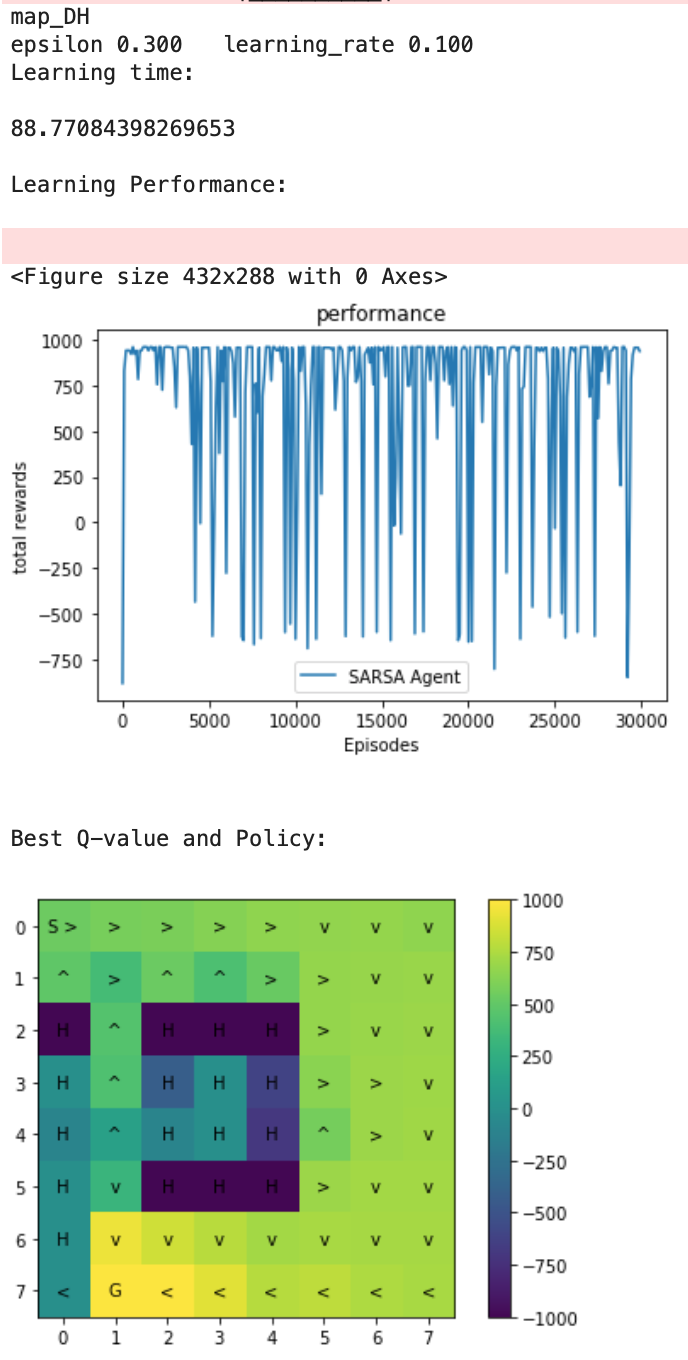 map_DH
epsilon 0.300 learning_rate 0.100
Learning time:
88.77084398269653
Learning Performance:
<Figure size 432x288 with 0 Axes>
performance
1000
750
500
250
0
−250
−500
−750
total rewards
SARSA Agent
0 5000 10000 15000 20000 25000 30000
Episodes
Best Q-value and Policy:
0 S > > > > > v v v
1 ^ > ^ ^ > > v v
2 H ^ H H H > v v
3 H ^ H H H > > v
4 H ^ H H H ^ > v
5 H v H H H > v v
6 H v v v v v v v
7 < G < < < < < <
0 1 2 3 4 5 6 7
1000
750
500
250
0
−250
−500
−750
−1000